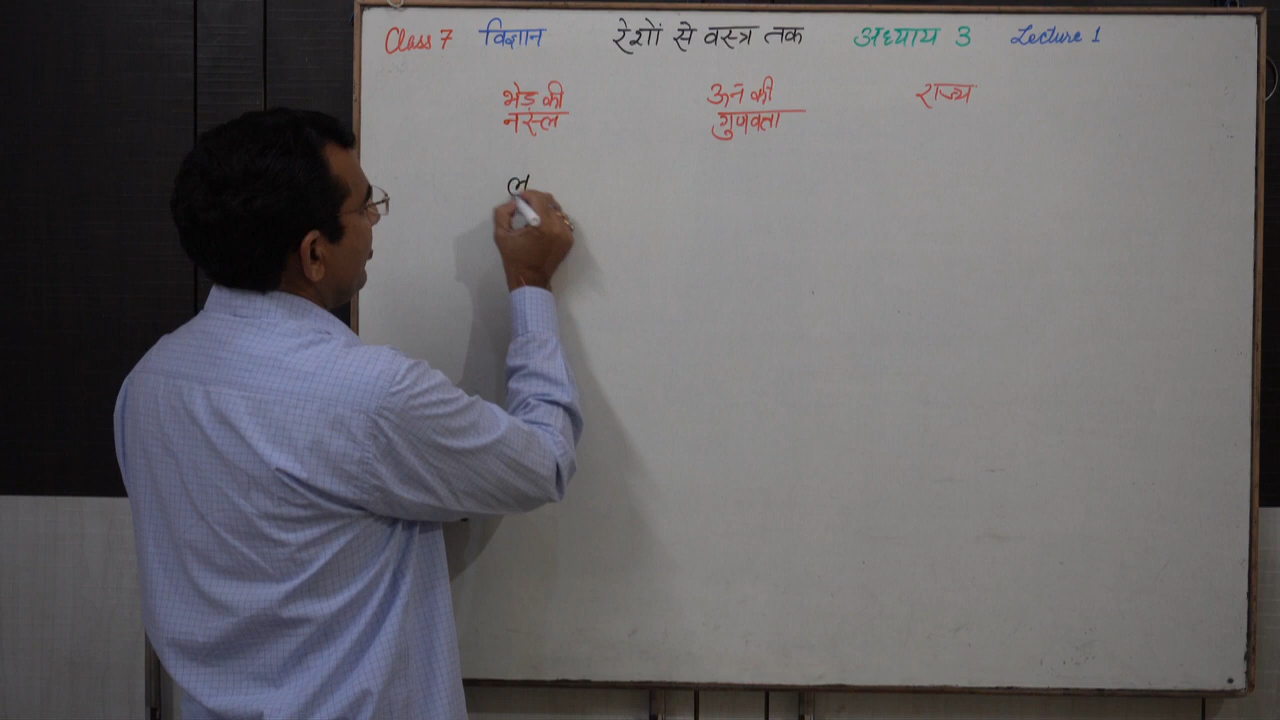 Class 7 विज्ञान रेशों से वस्त्र तक अध्याय 3 Lecture 1
भेड़ की ऊन की राज्य
नस्ल गुणवता
ल